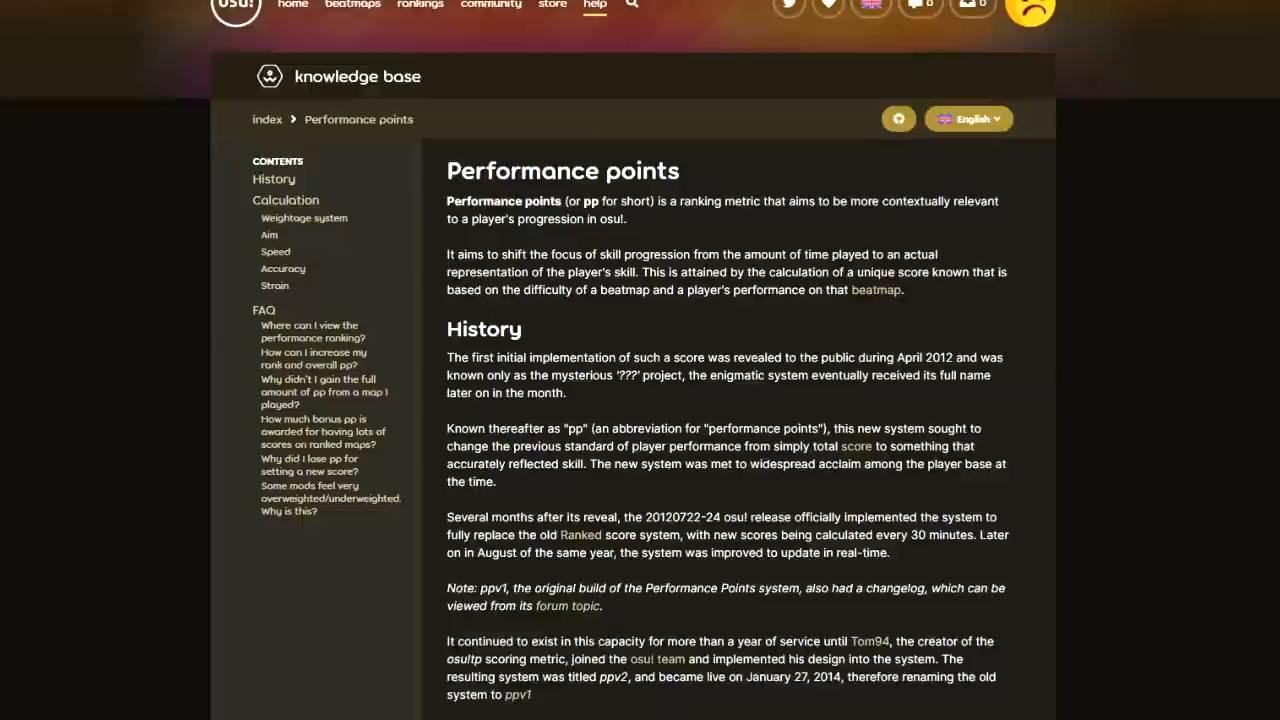 osu!
home beatmaps rankings community store help
0 0
knowledge base
index > Performance points
English
CONTENTS
History
Calculation
Weightage system
Aim
Speed
Accuracy
Strain
FAQ
Where can I view the
performance ranking?
How can I increase my
rank and overall pp?
Why didn't I gain the full
amount of pp from a map I
played?
How much bonus pp is
awarded for having lots of
scores on ranked maps?
Why did I lose pp for
setting a new score?
Some mods feel very
overweighted/underweighted.
Why is this?
Performance points
Performance points (or pp for short) is a ranking metric that aims to be more contextually relevant
to a player's progression in osu!.
It aims to shift the focus of skill progression from the amount of time played to an actual
representation of the player's skill. This is attained by the calculation of a unique score known that is
based on the difficulty of a beatmap and a player's performance on that beatmap.
History
The first initial implementation of such a score was revealed to the public during April 2012 and was
known only as the mysterious '???' project, the enigmatic system eventually received its full name
later on in the month.
Known thereafter as "pp" (an abbreviation for "performance points"), this new system sought to
change the previous standard of player performance from simply total score to something that
accurately reflected skill. The new system was met to widespread acclaim among the player base at
the time.
Several months after its reveal, the 20120722-24 osu! release officially implemented the system to
fully replace the old Ranked score system, with new scores being calculated every 30 minutes. Later
on in August of the same year, the system was improved to update in real-time.
Note: ppv1, the original build of the Performance Points system, also had a changelog, which can be
viewed from its forum topic.
It continued to exist in this capacity for more than a year of service until Tom94, the creator of the
osu!tp scoring metric, joined the osu! team and implemented his design into the system. The
resulting system was titled ppv2, and became live on January 27, 2014, therefore renaming the old
system to ppv1